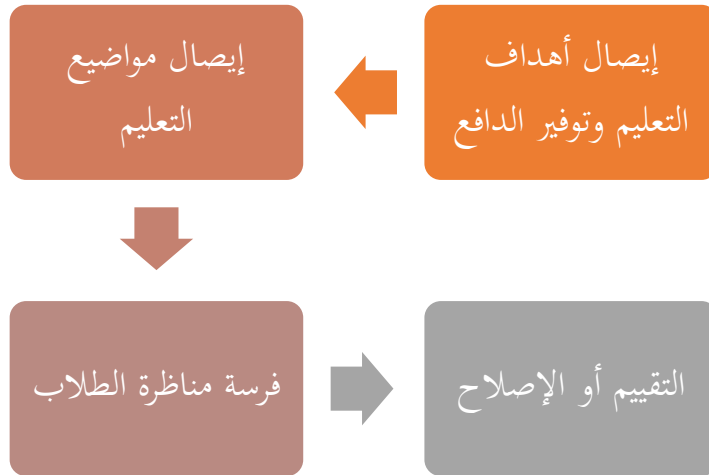 إيصال أهداف
التعليم وتوفير الدافع
إيصال مواضيع
التعليم
فرسة مناظرة الطلاب
التقييم أو الإصلاح